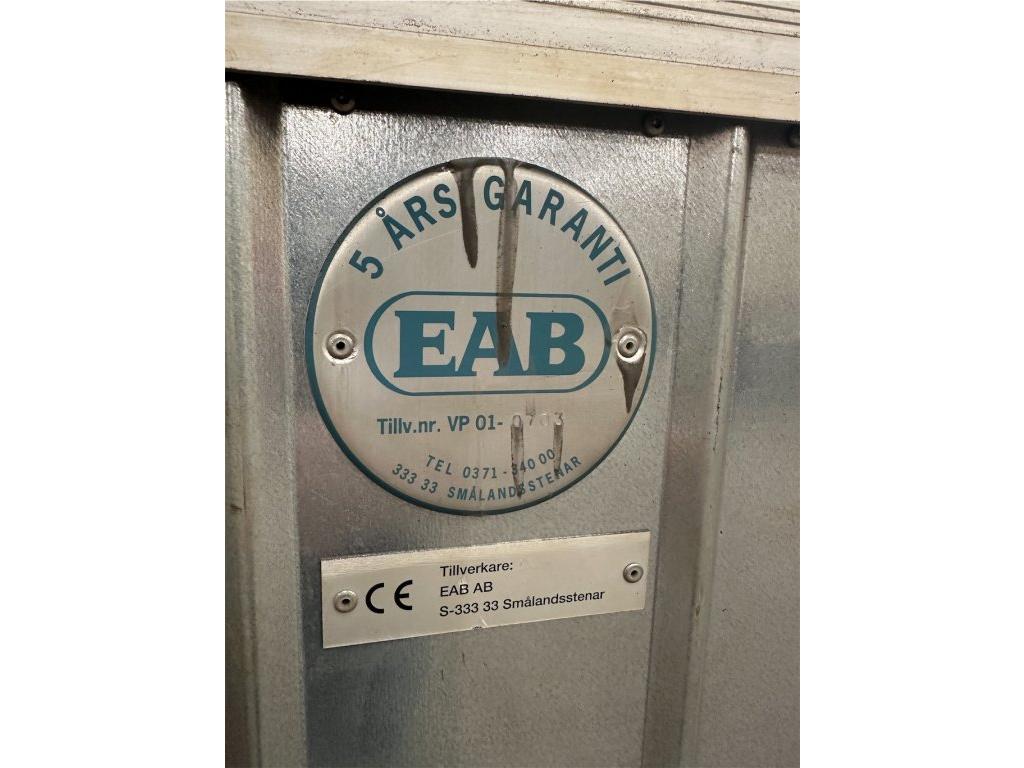 5 ÅRS GARANTI
EAB
Tillv.nr. VP 01-
TEL 0371-340 00
333 33 SMÅLANDSSTENAR
CE
Tillverkare:
EAB AB
S-333 33 Smålandsstenar